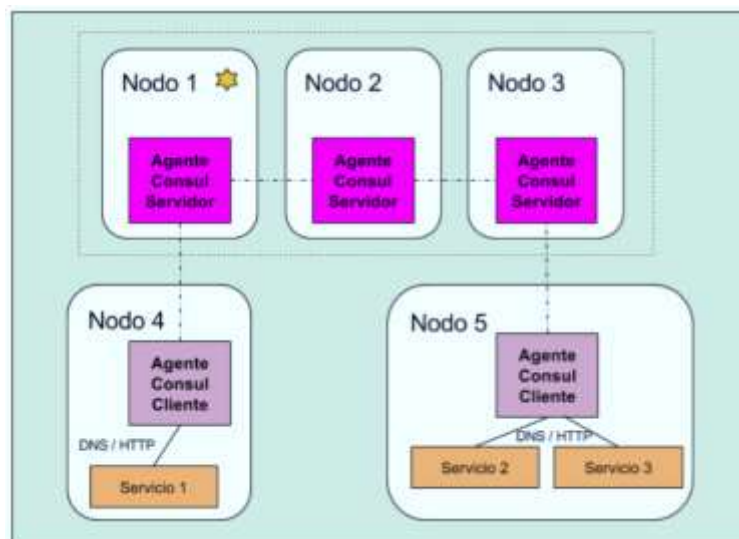 Nodo 1
Nodo 2
Nodo 3
Agente
Consul
Servidor
Agente
Consul
Servidor
Agente
Consul
Servidor
Nodo 4
Nodo 5
Agente
Consul
Cliente
Agente
Consul
Cliente
DNS / HTTP
DNS / HTTP
Servicio 1
Servicio 2
Servicio 3